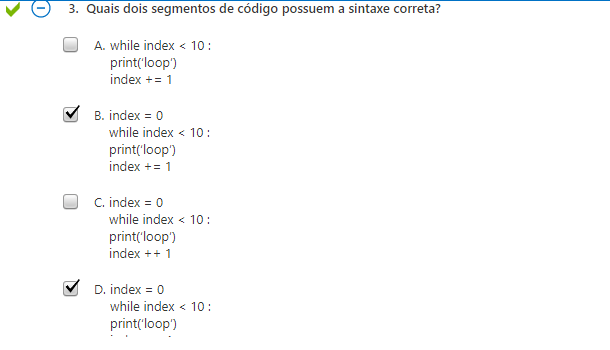 3. Quais dois segmentos de código possuem a sintaxe correta?
A. while index < 10 :
print('loop')
index += 1
B. index = 0
while index < 10 :
print('loop')
index += 1
C. index = 0
while index < 10 :
print('loop')
index ++ 1
D. index = 0
while index < 10 :
print('loop')